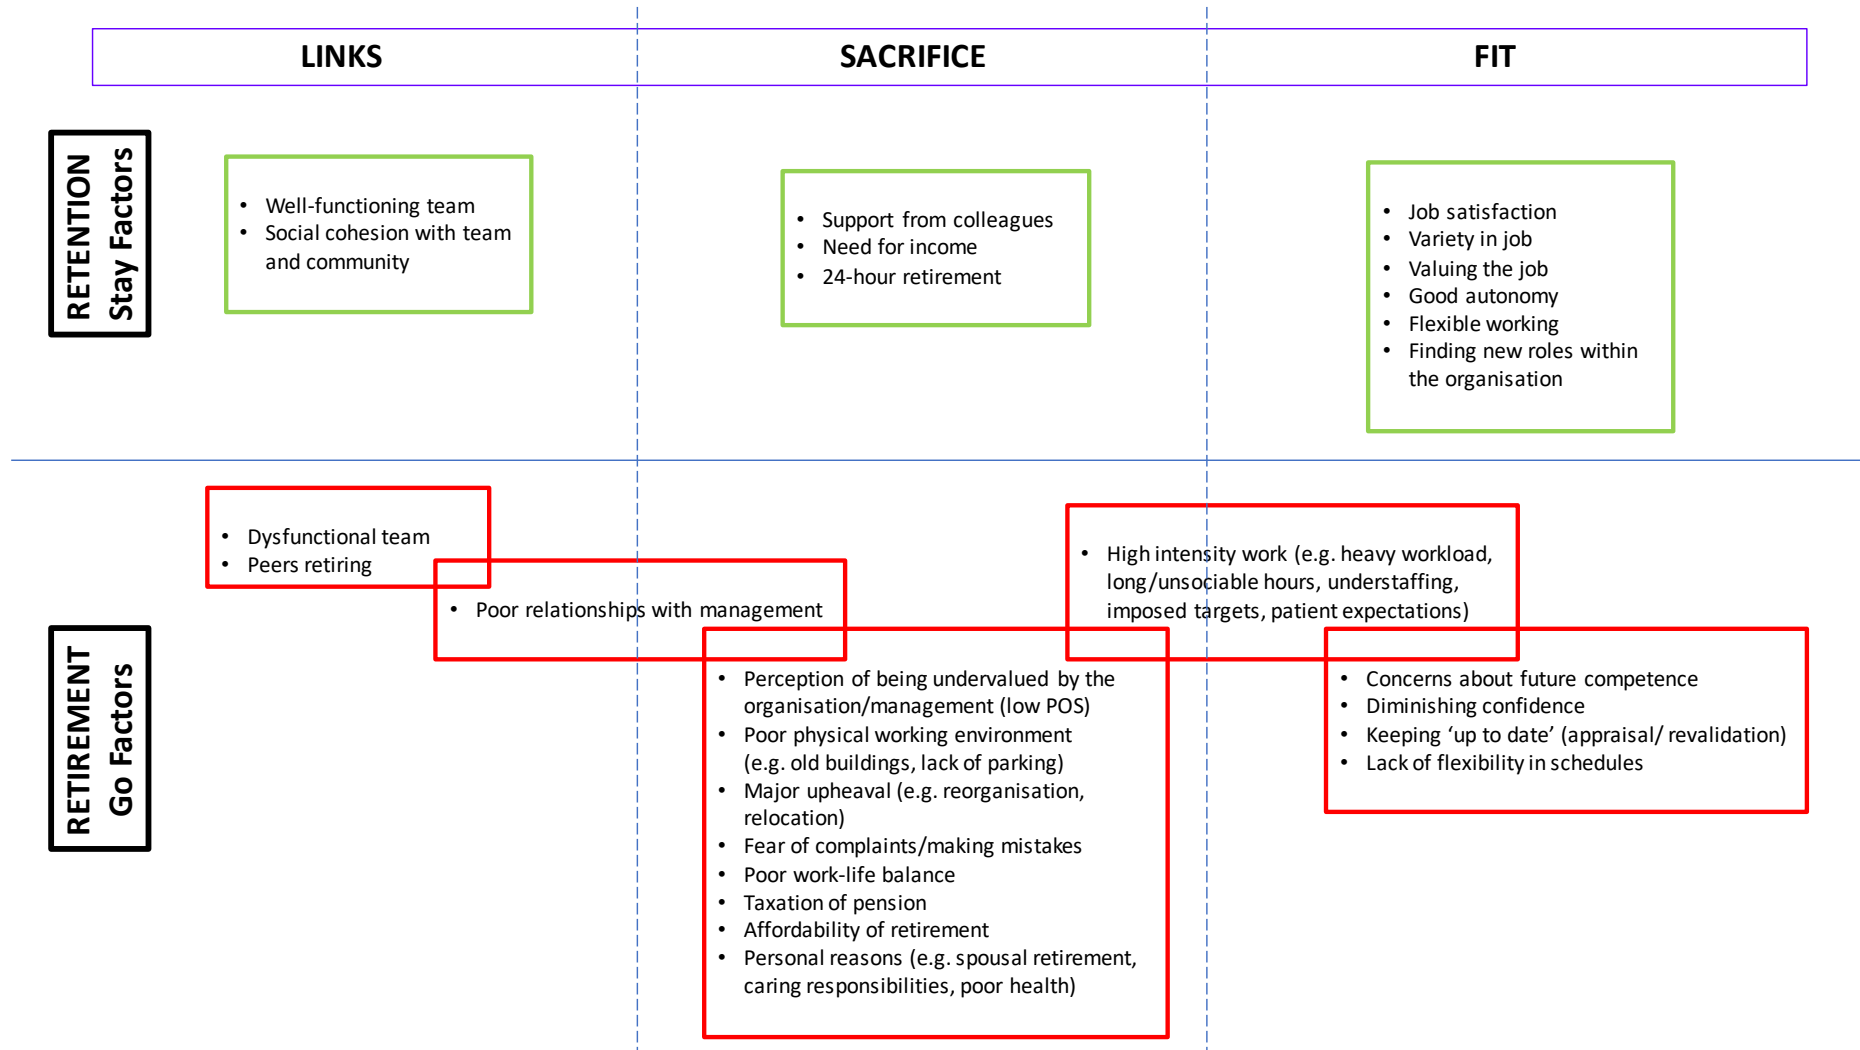 LINKS
SACRIFICE
FIT
RETENTION
Stay Factors
• Well-functioning team
• Social cohesion with team
and community
• Support from colleagues
• Need for income
• 24-hour retirement
• Job satisfaction
• Variety in job
• Valuing the job
• Good autonomy
• Flexible working
• Finding new roles within
the organisation
RETIREMENT
Go Factors
• Dysfunctional team
• Peers retiring
• Poor relationships with management
• Perception of being undervalued by the
organisation/management (low POS)
• Poor physical working environment
(e.g. old buildings, lack of parking)
• Major upheaval (e.g. reorganisation,
relocation)
• Fear of complaints/making mistakes
• Poor work-life balance
• Taxation of pension
• Affordability of retirement
• Personal reasons (e.g. spousal retirement,
caring responsibilities, poor health)
• High intensity work (e.g. heavy workload,
long/unsociable hours, understaffing,
imposed targets, patient expectations)
• Concerns about future competence
• Diminishing confidence
• Keeping ‘up to date’ (appraisal/ revalidation)
• Lack of flexibility in schedules